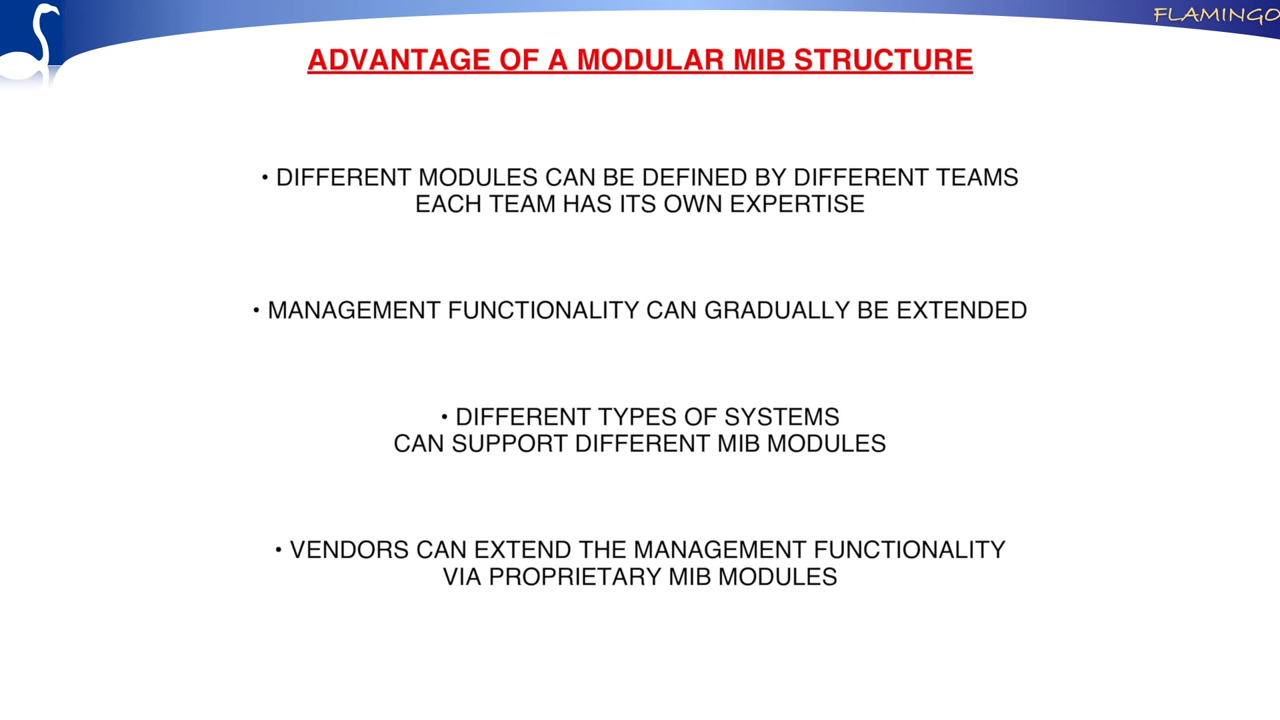 FLAMINGO
ADVANTAGE OF A MODULAR MIB STRUCTURE
• DIFFERENT MODULES CAN BE DEFINED BY DIFFERENT TEAMS
EACH TEAM HAS ITS OWN EXPERTISE
• MANAGEMENT FUNCTIONALITY CAN GRADUALLY BE EXTENDED
• DIFFERENT TYPES OF SYSTEMS
CAN SUPPORT DIFFERENT MIB MODULES
• VENDORS CAN EXTEND THE MANAGEMENT FUNCTIONALITY
VIA PROPRIETARY MIB MODULES